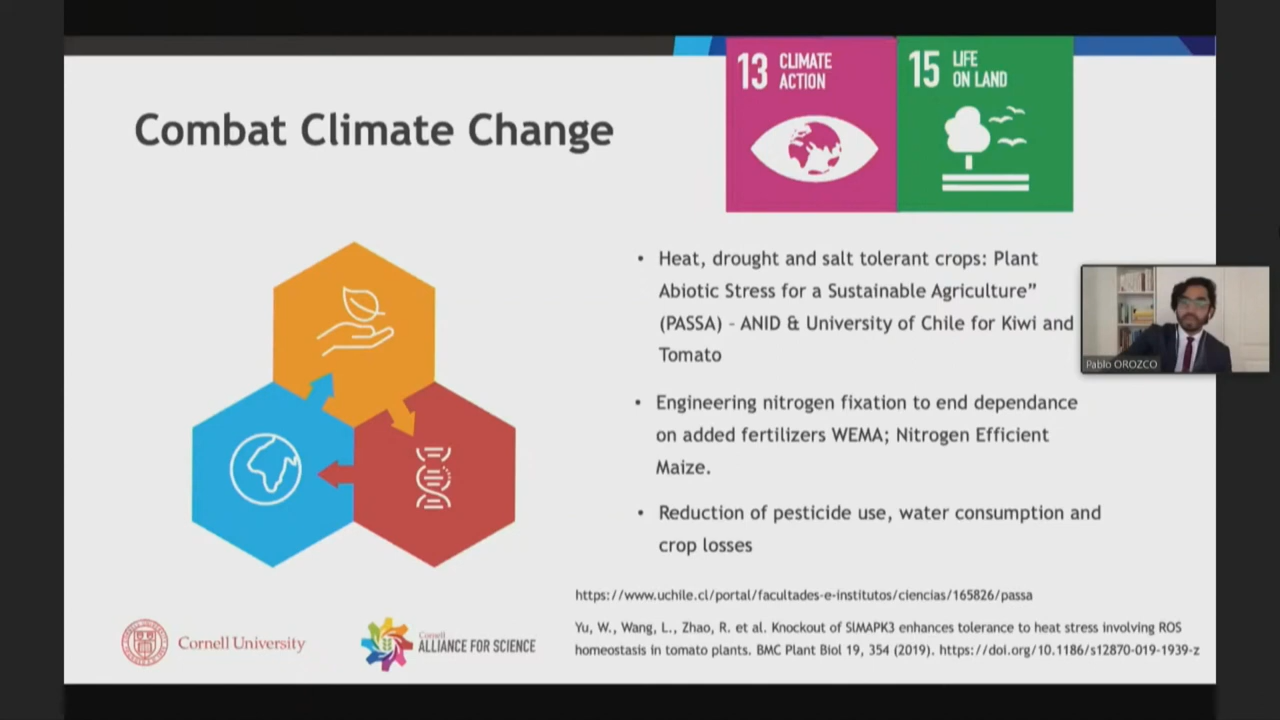 13 CLIMATE
ACTION
15 LIFE
ON LAND
Combat Climate Change
• Heat, drought and salt tolerant crops: Plant
Abiotic Stress for a Sustainable Agriculture”
(PASSA) - ANID & University of Chile for Kiwi and
Tomato
Pablo OROZCO
• Engineering nitrogen fixation to end dependance
on added fertilizers WEMA; Nitrogen Efficient
Maize.
• Reduction of pesticide use, water consumption and
crop losses
https://www.uchile.cl/portal/facultades-e-institutos/ciencias/165826/passa
Yu, W., Wang, L., Zhao, R. et al. Knockout of SlMAPK3 enhances tolerance to heat stress involving ROS
homeostasis in tomato plants. BMC Plant Biol 19, 354 (2019). https://doi.org/10.1186/s12870-019-1939-z
Cornell University
Cornell
ALLIANCE FOR SCIENCE